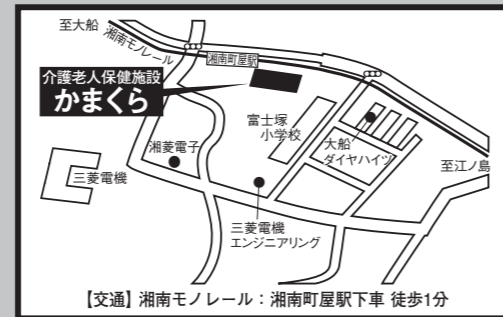 至大船
湘南モノレール
湘南町屋駅
介護老人保健施設
かまくら
富士塚
小学校
湘菱電子
大船
ダイヤハイツ
至江ノ島
三菱電機
三菱電機
エンジニアリング
【交通】湘南モノレール：湘南町屋駅下車 徒歩1分